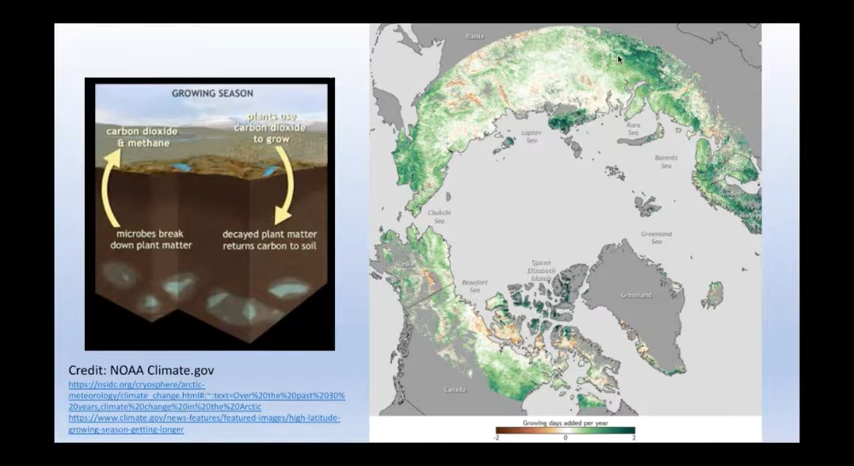 GROWING SEASON
carbon dioxide
& methane
plants use
carbon dioxide
to grow
microbes break
down plant matter
decayed plant matter
returns carbon to soil
Credit: NOAA Climate.gov
https://nsidc.org/cryosphere/arctic-
meteorology/climate_change.html#:~:text=Over%20the%20past%2030%
20years,climate%20change%20in%20the%20Arctic
https://www.climate.gov/news-features/featured-images/high-latitude-
growing-season-getting-longer
Russia
Laptev
Sea
Kara
Sea
Barents
Sea
Chukchi
Sea
Greenland
Sea
Beaufort
Sea
Queen
Elizabeth
Islands
Greenland
Canada
Growing days added per year
-2 0 2